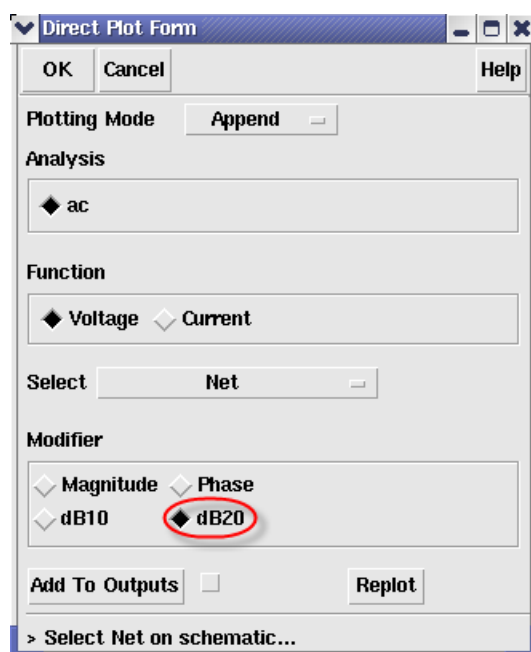 Direct Plot Form
OK Cancel Help
Plotting Mode Append
Analysis
ac
Function
Voltage Current
Select Net
Modifier
Magnitude Phase
dB10 dB20
Add To Outputs Replot
> Select Net on schematic...